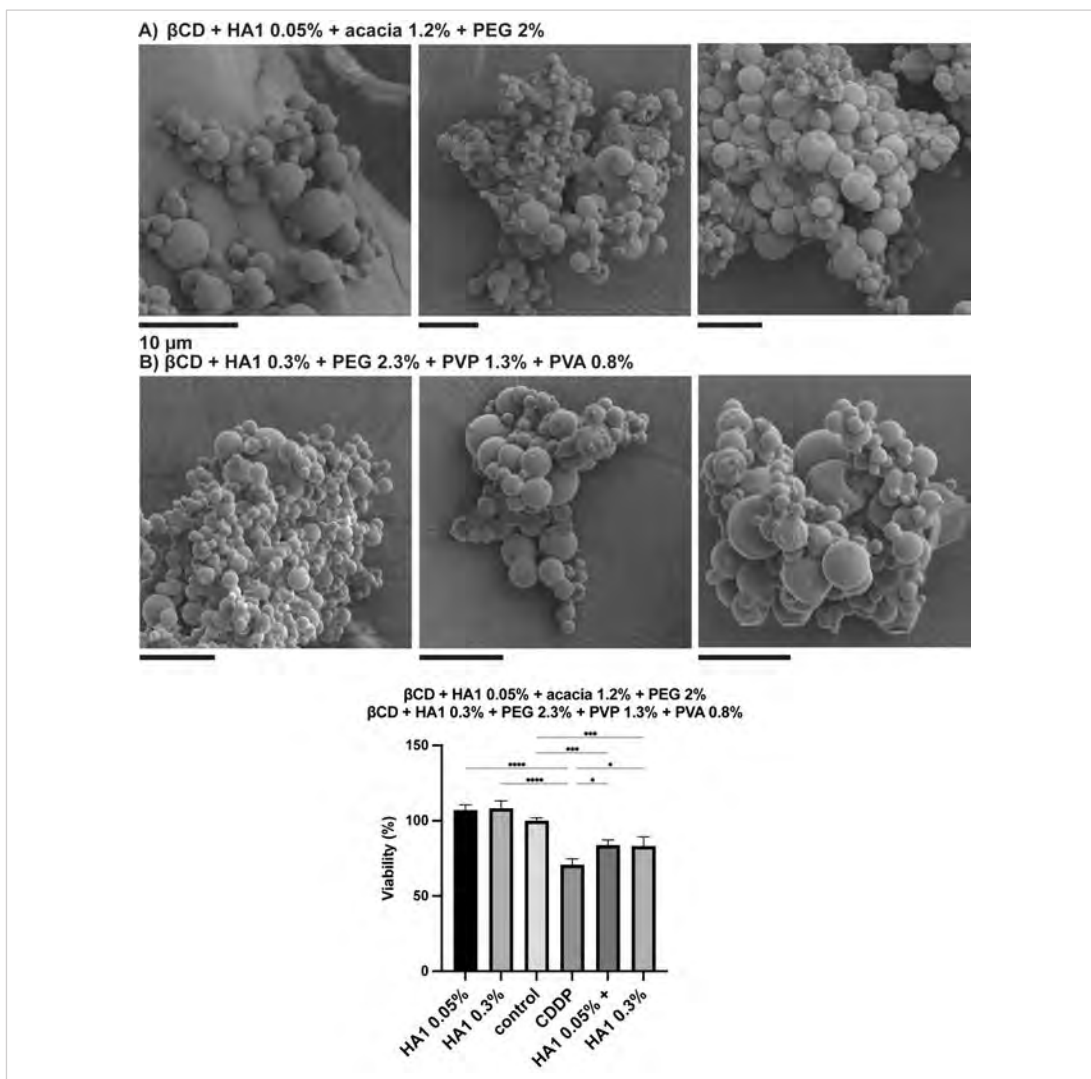 A) βCD + HA1 0.05% + acacia 1.2% + PEG 2%
10 µm
B) βCD + HA1 0.3% + PEG 2.3% + PVP 1.3% + PVA 0.8%
βCD + HA1 0.05% + acacia 1.2% + PEG 2%
βCD + HA1 0.3% + PEG 2.3% + PVP 1.3% + PVA 0.8%
***
***
**** *
**** *
150
100
50
0
Viability (%)
HA1 0.05%
HA1 0.3%
control
CDDP
HA1 0.05% +
HA1 0.3%